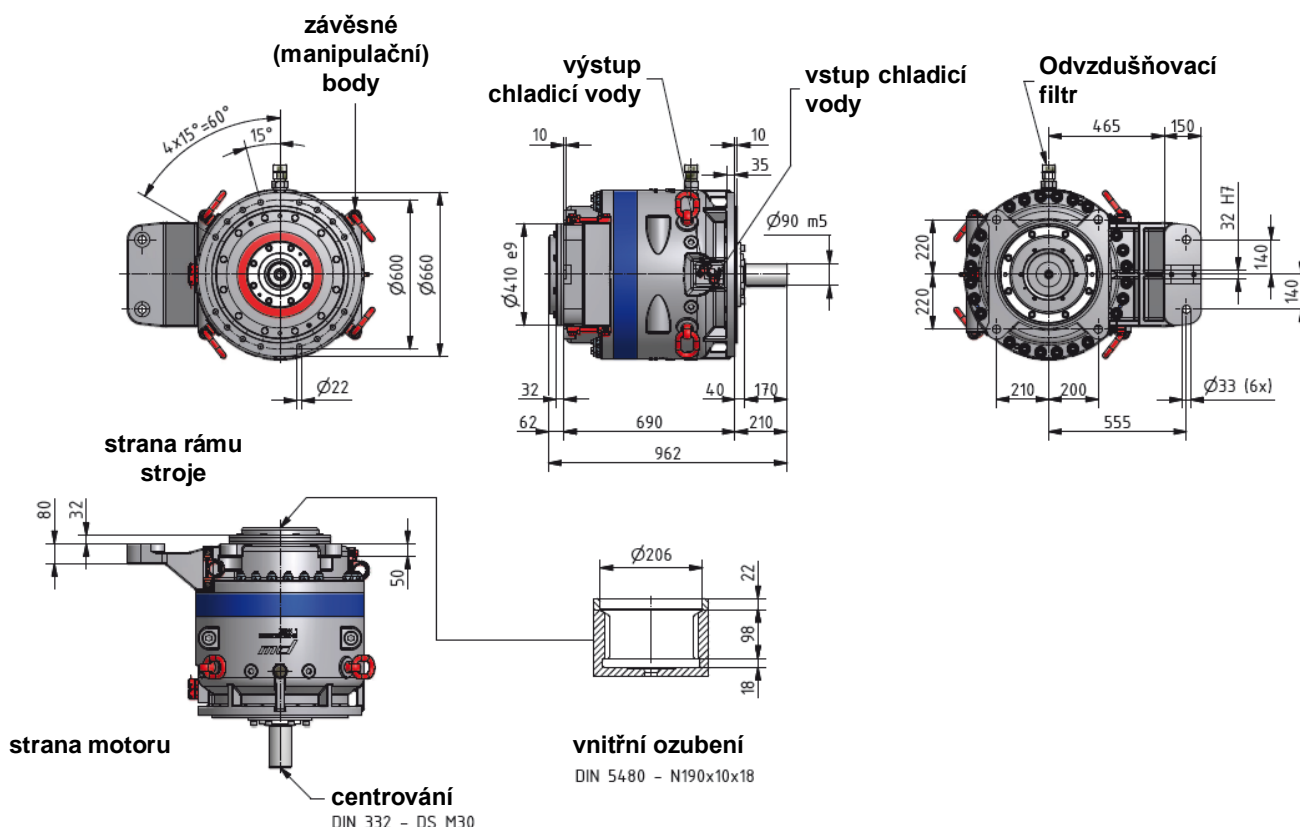 závěsné
(manipulační)
body
výstup
chladicí vody
vstup chladicí
vody
Odvzdušňovací
filtr
4x15°=60°
15°
10
10
35
465
150
Ø90 m5
32 H7
Ø600
Ø660
Ø410 e9
220
220
140
140
Ø22
32
40
170
210
200
Ø33 (6x)
62
690
210
555
962
strana rámu
stroje
80
32
50
Ø206
22
98
18
strana motoru
vnitřní ozubení
DIN 5480 - N190x10x18
centrování
DIN 332 - DS M30